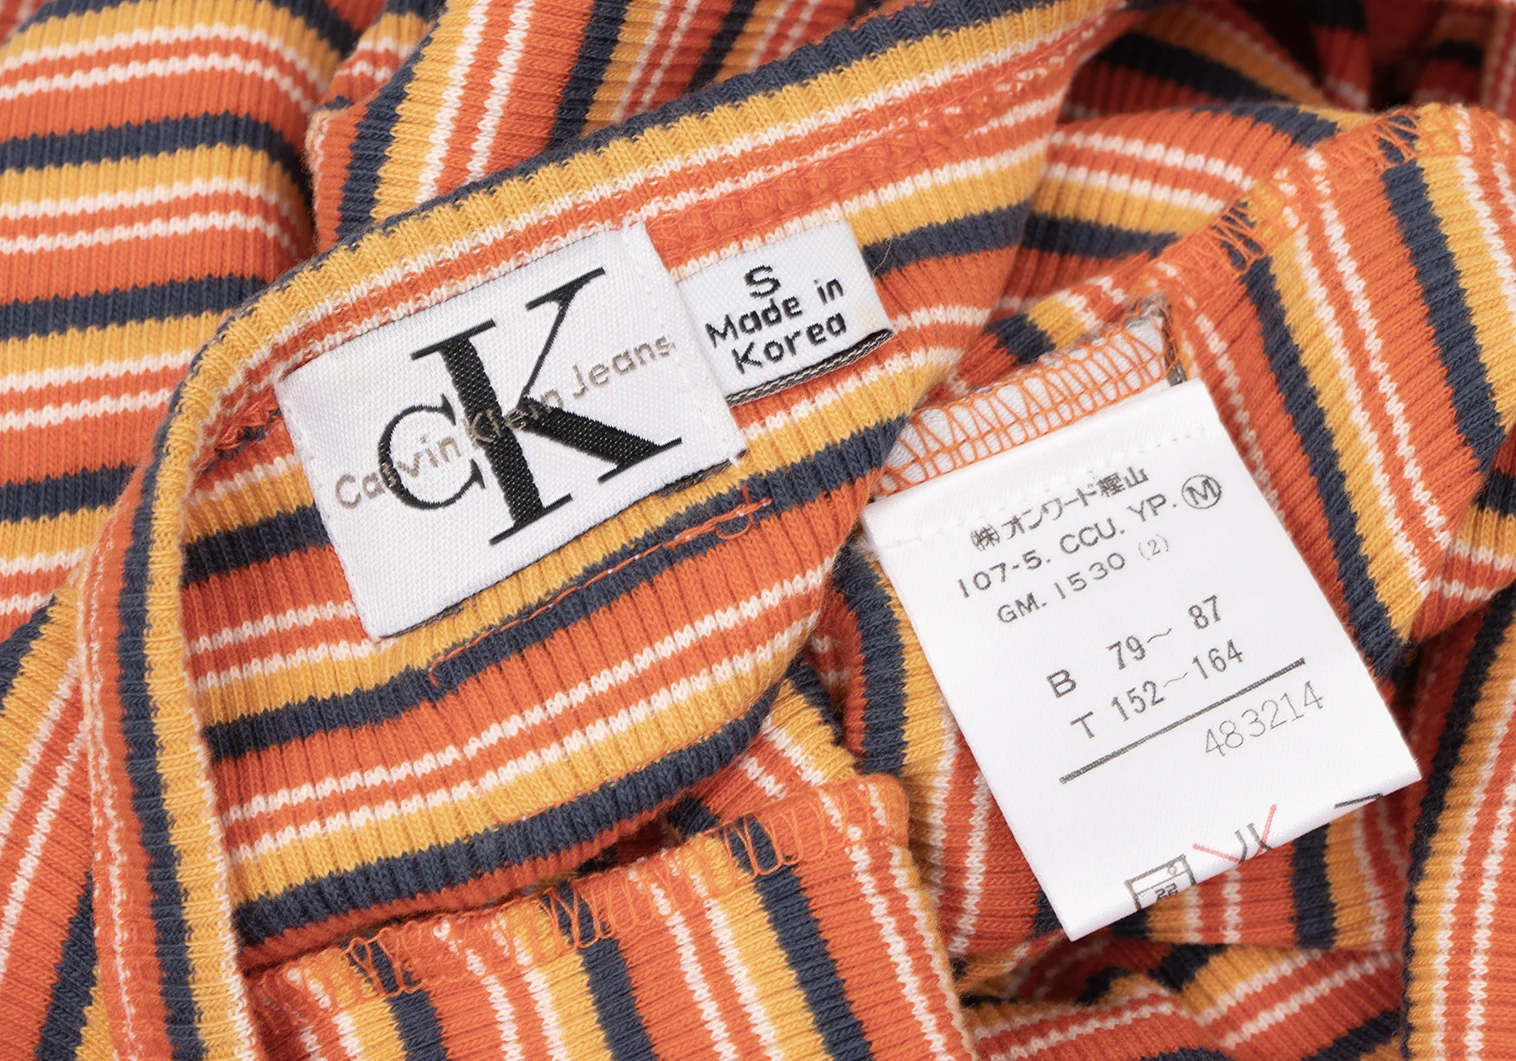 CK
Calvin Klein Jeans
S
Made in
Korea
㈱オンワード樫山
107-5. CCU. YP. Ⓜ
GM. 1530 (2)
B 79～ 87
T 152～164
483214